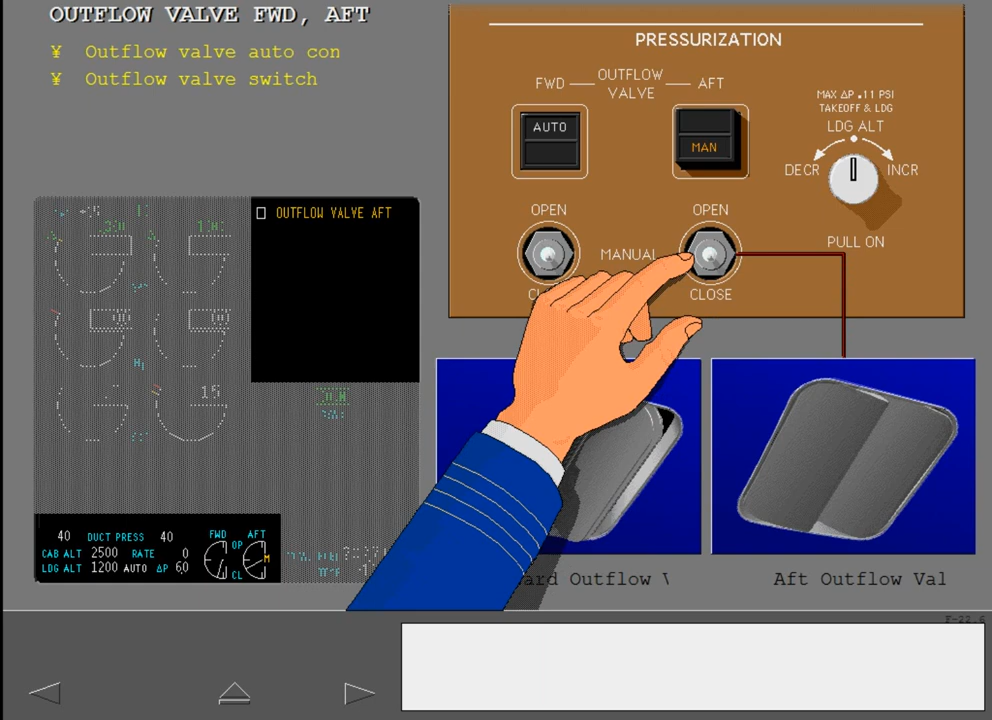 OUTFLOW VALVE FWD, AFT
¥ Outflow valve auto con
¥ Outflow valve switch
PRESSURIZATION
FWD OUTFLOW VALVE AFT
MAX ΔP .11 PSI
TAKEOFF & LDG
LDG ALT
DECR INCR
PULL ON
AUTO
MAN
OPEN OPEN
MANUAL
CLOSE
OUTFLOW VALVE AFT
40 DUCT PRESS 40
CAB ALT 2500 RATE 0
LDG ALT 1200 AUTO ΔP 6.0
FWD AFT
OP
M
CL
Outflow V
Aft Outflow Val
F-22.6